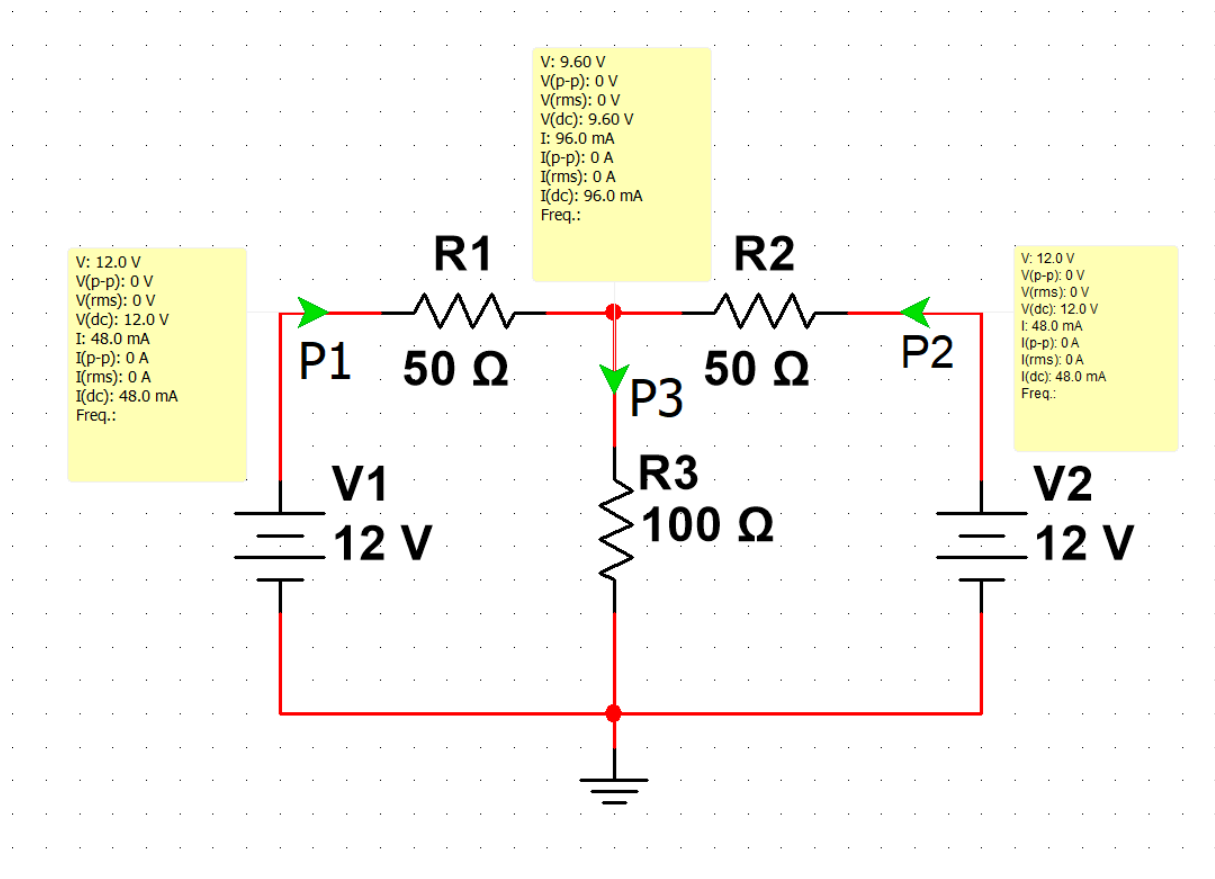 V: 9.60 V
V(p-p): 0 V
V(rms): 0 V
V(dc): 9.60 V
I: 96.0 mA
I(p-p): 0 A
I(rms): 0 A
I(dc): 96.0 mA
Freq.:
V: 12.0 V
V(p-p): 0 V
V(rms): 0 V
V(dc): 12.0 V
I: 48.0 mA
I(p-p): 0 A
I(rms): 0 A
I(dc): 48.0 mA
Freq.:
R1
50 Ω
R2
50 Ω
V: 12.0 V
V(p-p): 0 V
V(rms): 0 V
V(dc): 12.0 V
I: 48.0 mA
I(p-p): 0 A
I(rms): 0 A
I(dc): 48.0 mA
Freq.:
P1
P2
P3
V1
12 V
R3
100 Ω
V2
12 V